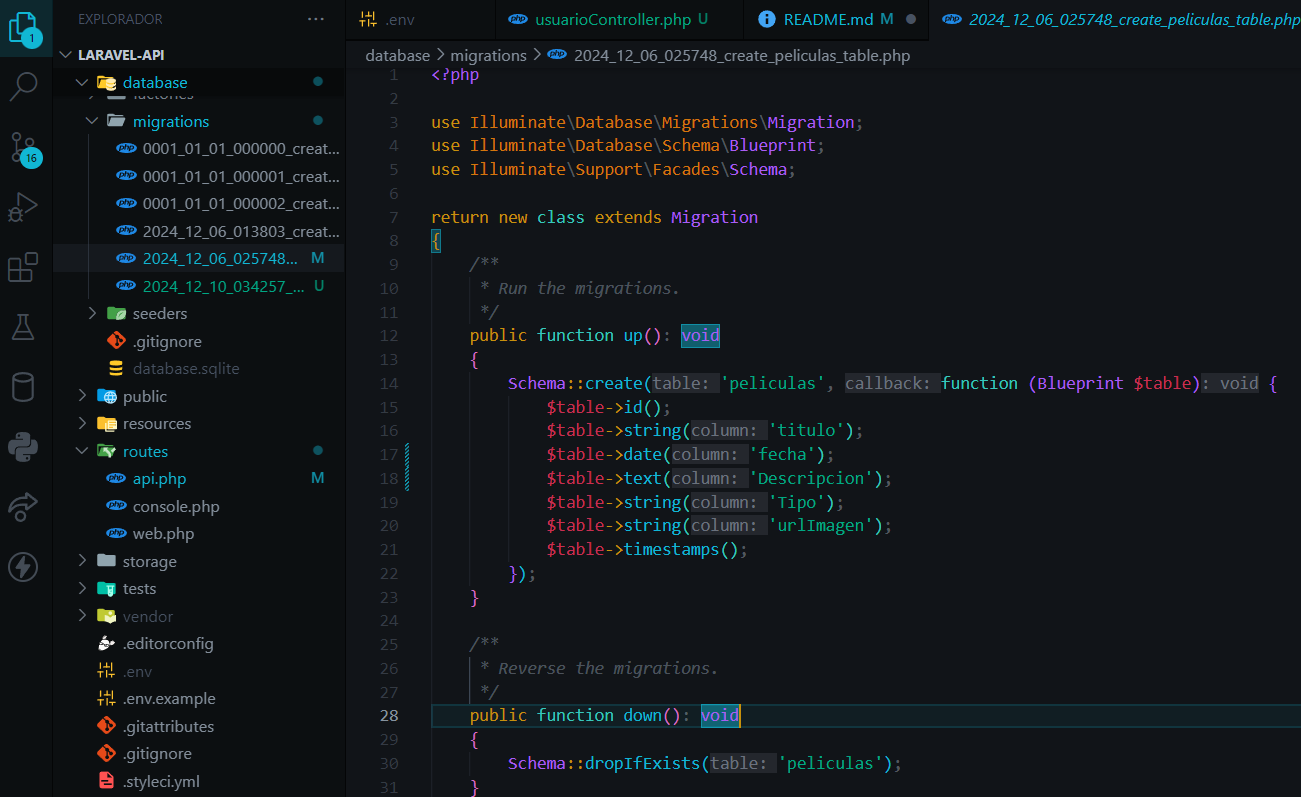 EXPLORADOR
LARAVEL-API
database
factories
migrations
0001_01_01_000000_creat...
0001_01_01_000001_creat...
0001_01_01_000002_creat...
2024_12_06_013803_creat...
2024_12_06_025748... M
2024_12_10_034257_... U
seeders
.gitignore
database.sqlite
public
resources
routes
api.php M
console.php
web.php
storage
tests
vendor
.editorconfig
.env
.env.example
.gitattributes
.gitignore
.styleci.yml
1
16
.env
usuarioController.php U
README.md M
2024_12_06_025748_create_peliculas_table.php
database > migrations > 2024_12_06_025748_create_peliculas_table.php
1 <?php
2
3 use Illuminate\Database\Migrations\Migration;
4 use Illuminate\Database\Schema\Blueprint;
5 use Illuminate\Support\Facades\Schema;
6
7 return new class extends Migration
8 {
9 /**
10 * Run the migrations.
11 */
12 public function up(): void
13 {
14 Schema::create(table: 'peliculas', callback: function (Blueprint $table): void {
15 $table->id();
16 $table->string(column: 'titulo');
17 $table->date(column: 'fecha');
18 $table->text(column: 'Descripcion');
19 $table->string(column: 'Tipo');
20 $table->string(column: 'urlImagen');
21 $table->timestamps();
22 });
23 }
24
25 /**
26 * Reverse the migrations.
27 */
28 public function down(): void
29 {
30 Schema::dropIfExists(table: 'peliculas');
31 }